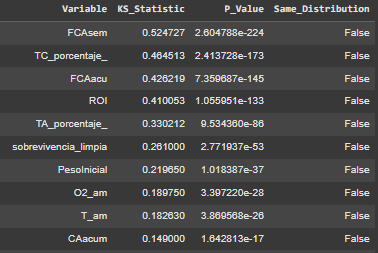 Variable KS_Statistic P_Value Same_Distribution
FCAsem 0.524727 2.604788e-224 False
TC_porcentaje_ 0.464513 2.413728e-173 False
FCAacu 0.426219 7.359687e-145 False
ROI 0.410053 1.055951e-133 False
TA_porcentaje_ 0.330212 9.534360e-86 False
sobrevivencia_limpia 0.261000 2.771937e-53 False
PesoInicial 0.219650 1.018387e-37 False
O2_am 0.189750 3.397220e-28 False
T_am 0.182630 3.869568e-26 False
CAacum 0.149000 1.642813e-17 False